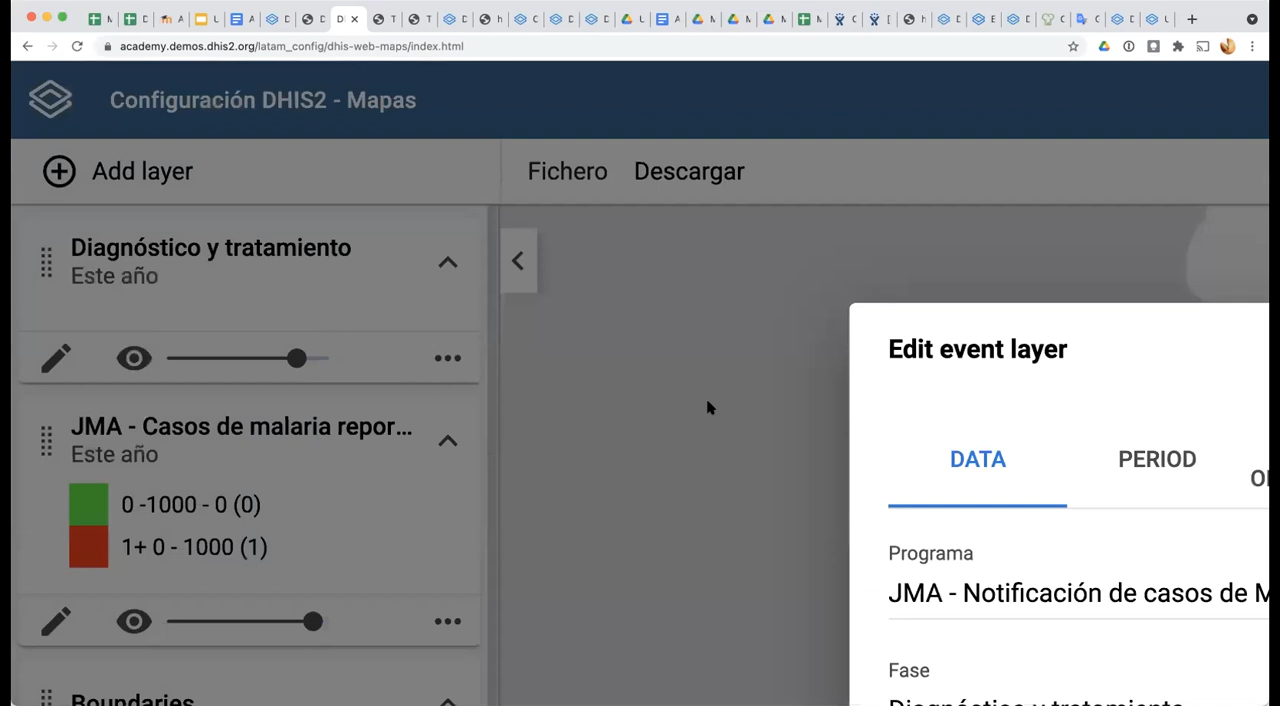 academy.demos.dhis2.org/latam_config/dhis-web-maps/index.html
Configuración DHIS2 - Mapas
Add layer
Fichero Descargar
Diagnóstico y tratamiento
Este año
JMA - Casos de malaria repor...
Este año
0 -1000 - 0 (0)
1+ 0 - 1000 (1)
Boundaries
Edit event layer
DATA PERIOD
Programa
JMA - Notificación de casos de M
Fase
Diagnóstico y tratamiento